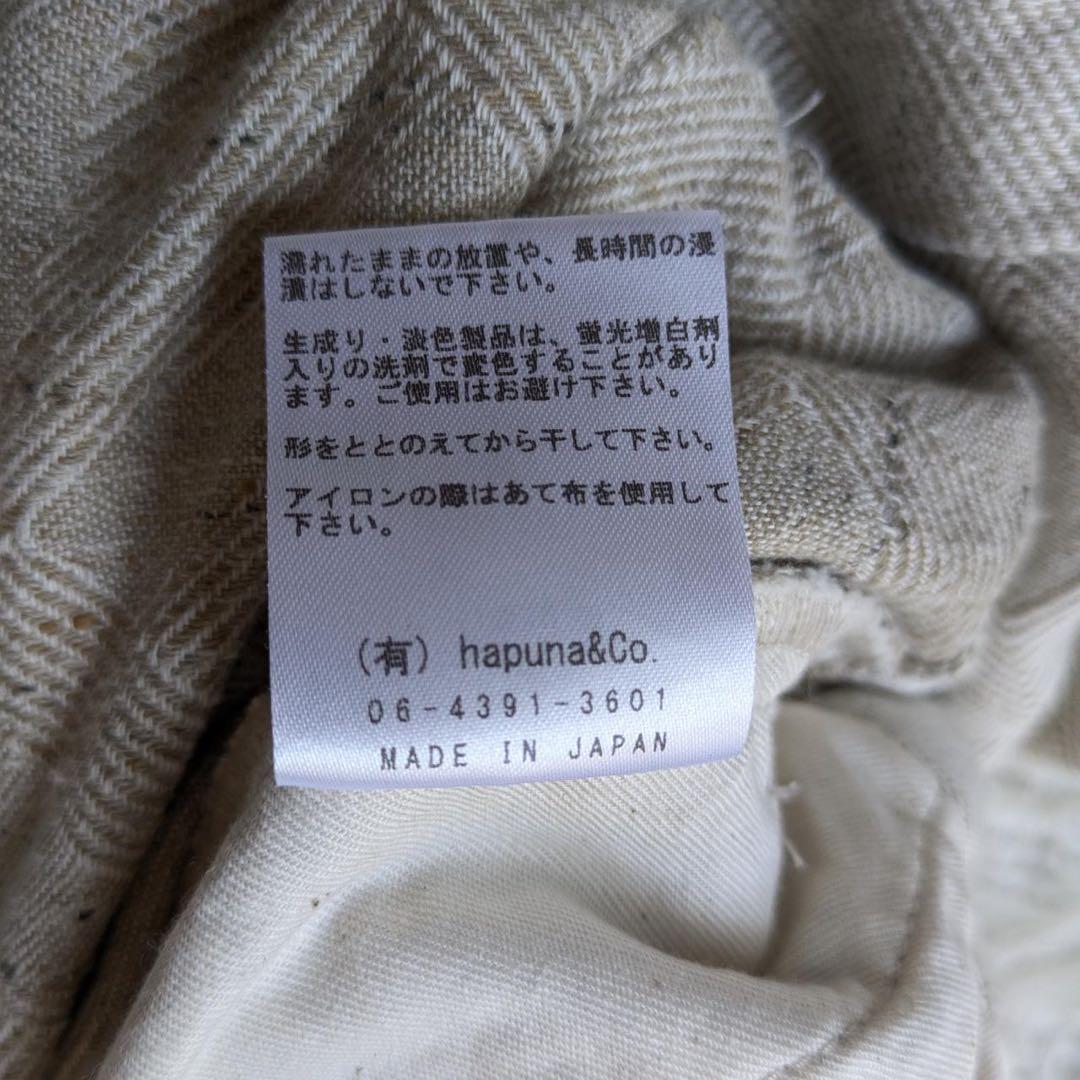 濡れたままの放置や、長時間の浸
漬はしないで下さい。
生成り・淡色製品は、蛍光増白剤
入りの洗剤で変色することがあり
ます。ご使用はお避け下さい。
形をととのえてから干して下さい。
アイロンの際はあて布を使用して
下さい。
(有) hapuna&Co.
06-4391-3601
MADE IN JAPAN